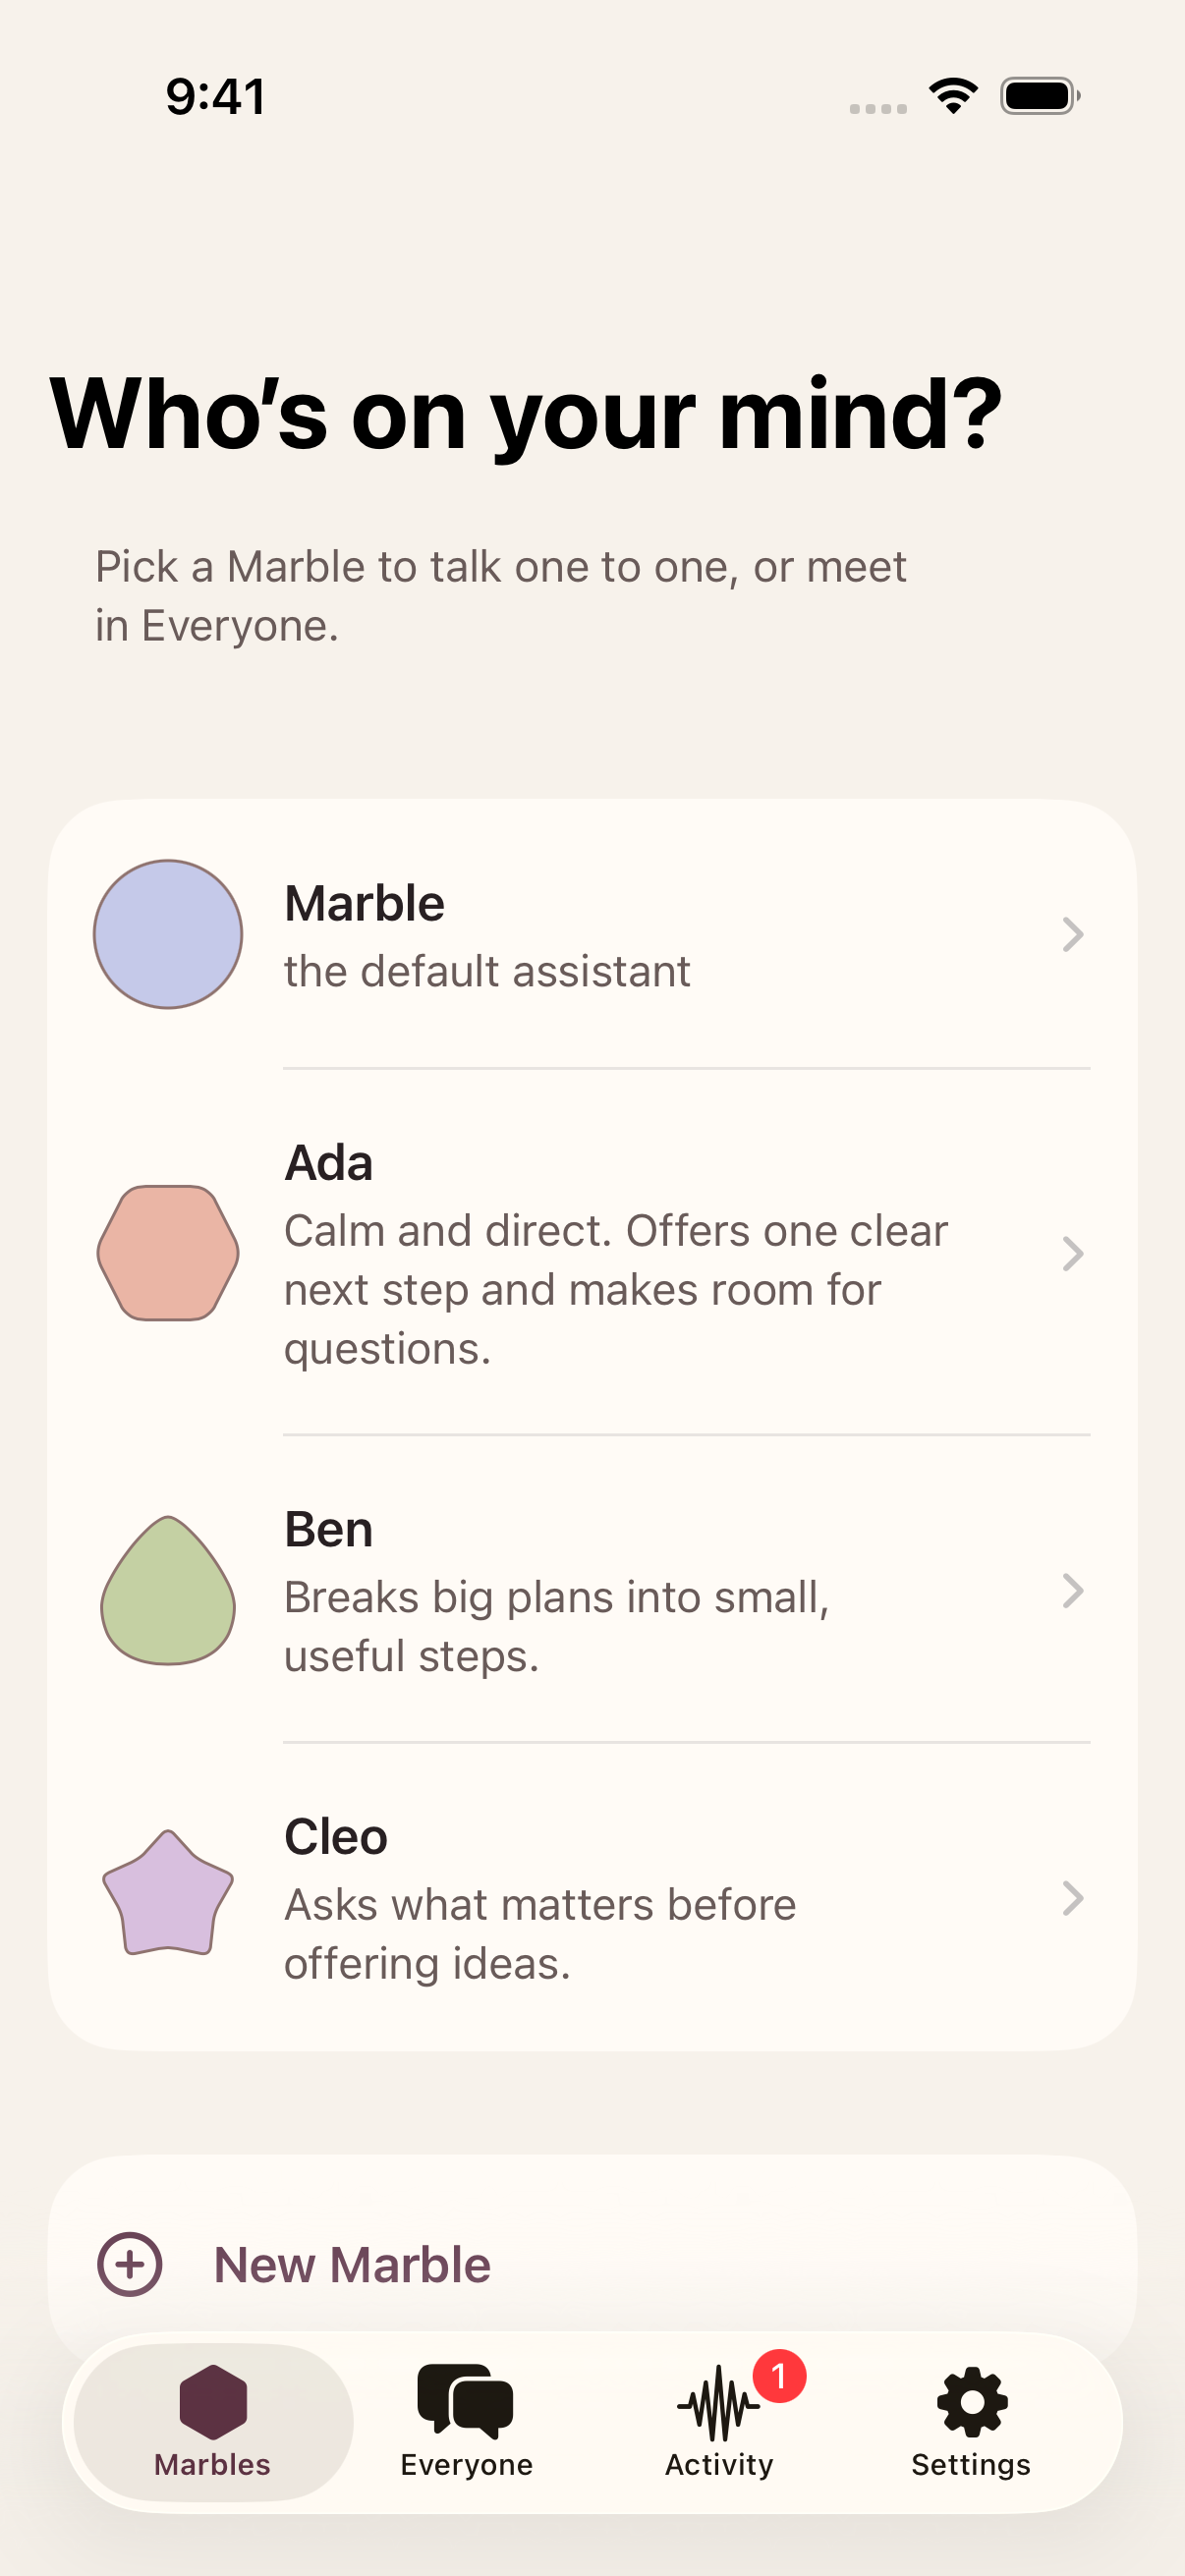 9:41
Who’s on your mind?
Pick a Marble to talk one to one, or meet
in Everyone.
Marble
the default assistant
Ada
Calm and direct. Offers one clear
next step and makes room for
questions.
Ben
Breaks big plans into small,
useful steps.
Cleo
Asks what matters before
offering ideas.
New Marble
1
Marbles
Everyone
Activity
Settings